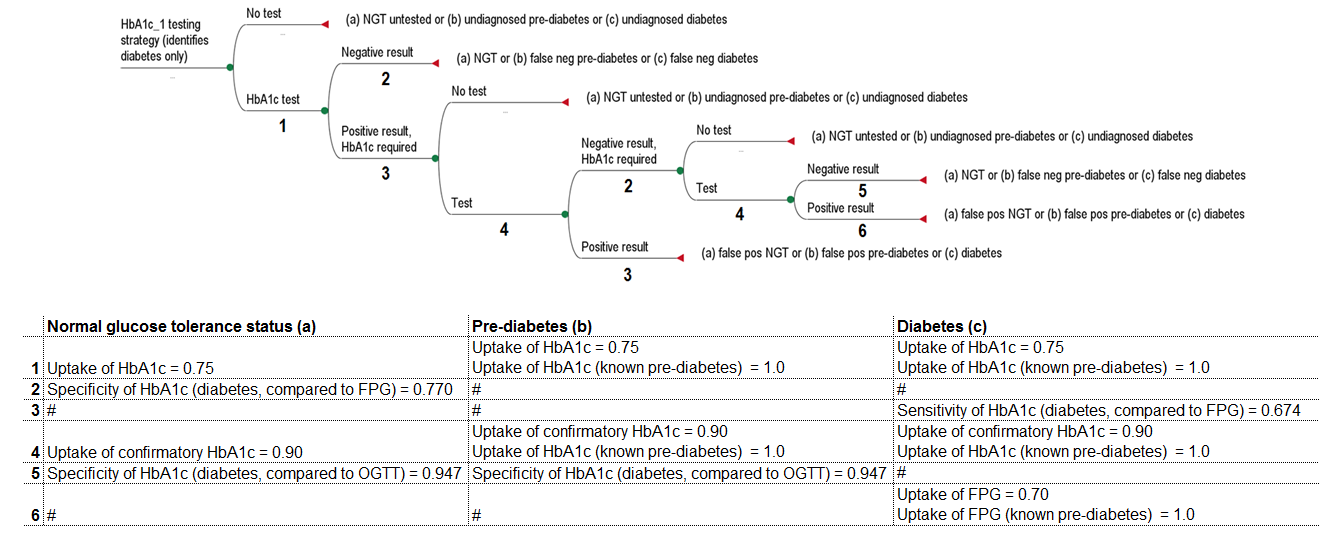 HbA1c_1 testing
strategy (identifies
diabetes only)
No test
(a) NGT untested or (b) undiagnosed pre-diabetes or (c) undiagnosed diabetes
HbA1c test
1
Negative result
2
(a) NGT or (b) false neg pre-diabetes or (c) false neg diabetes
Positive result,
HbA1c required
3
No test
(a) NGT untested or (b) undiagnosed pre-diabetes or (c) undiagnosed diabetes
Test
4
Negative result,
HbA1c required
2
No test
(a) NGT untested or (b) undiagnosed pre-diabetes or (c) undiagnosed diabetes
Test
4
Negative result
5
(a) NGT or (b) false neg pre-diabetes or (c) false neg diabetes
Positive result
6
(a) false pos NGT or (b) false pos pre-diabetes or (c) diabetes
Positive result
3
(a) false pos NGT or (b) false pos pre-diabetes or (c) diabetes
Normal glucose tolerance status (a) Pre-diabetes (b) Diabetes (c)
Uptake of HbA1c = 0.75 Uptake of HbA1c = 0.75
1 Uptake of HbA1c = 0.75 Uptake of HbA1c (known pre-diabetes) = 1.0 Uptake of HbA1c (known pre-diabetes) = 1.0
2 Specificity of HbA1c (diabetes, compared to FPG) = 0.770 # #
3 # # Sensitivity of HbA1c (diabetes, compared to FPG) = 0.674
Uptake of confirmatory HbA1c = 0.90 Uptake of confirmatory HbA1c = 0.90
4 Uptake of confirmatory HbA1c = 0.90 Uptake of HbA1c (known pre-diabetes) = 1.0 Uptake of HbA1c (known pre-diabetes) = 1.0
5 Specificity of HbA1c (diabetes, compared to OGTT) = 0.947 Specificity of HbA1c (diabetes, compared to OGTT) = 0.947 #
Uptake of FPG = 0.70
6 # # Uptake of FPG (known pre-diabetes) = 1.0